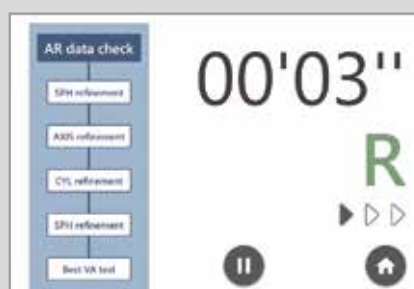 AR data check
SPH refinement
AXIS refinement
CYL refinement
SPH refinement
Best VA test
00'03''
R